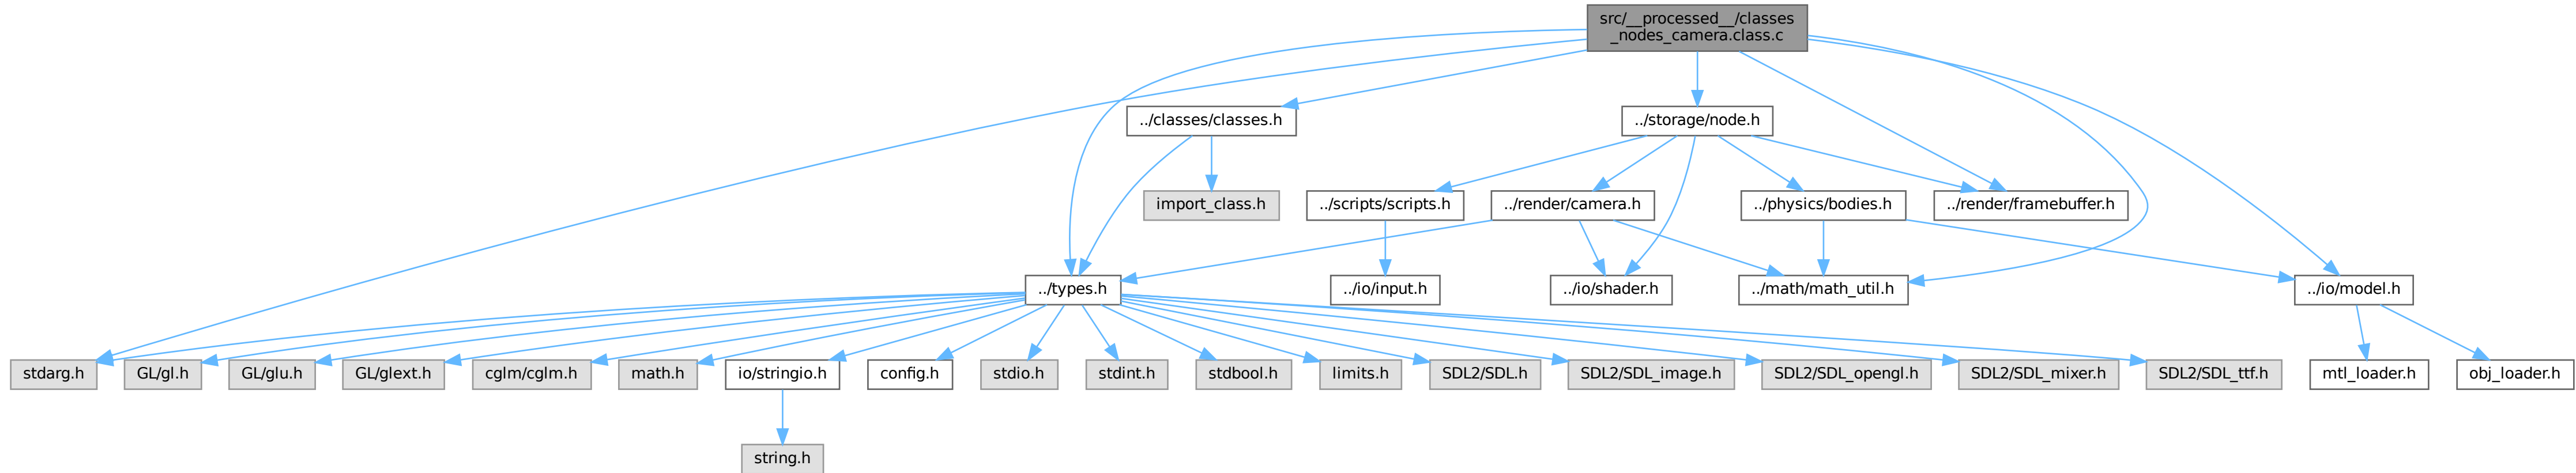 src/__processed__/classes
_nodes_camera.class.c
../classes/classes.h
../storage/node.h
import_class.h
../scripts/scripts.h
../render/camera.h
../physics/bodies.h
../render/framebuffer.h
../types.h
../io/input.h
../io/shader.h
../math/math_util.h
../io/model.h
stdarg.h
GL/gl.h
GL/glu.h
GL/glext.h
cglm/cglm.h
math.h
io/stringio.h
config.h
stdio.h
stdint.h
stdbool.h
limits.h
SDL2/SDL.h
SDL2/SDL_image.h
SDL2/SDL_opengl.h
SDL2/SDL_mixer.h
SDL2/SDL_ttf.h
mtl_loader.h
obj_loader.h
string.h